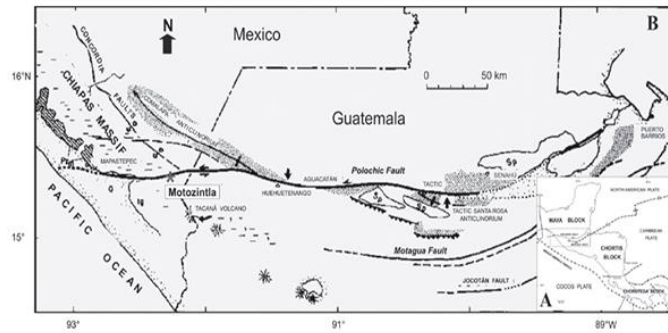 B
N
Mexico
16°N
CONCORDIA
FAULTS
0 50 km
CHIAPAS MASSIF
COMALAPA
ANTICLINORIUM
Guatemala
PUERTO
BARRIOS
MAPASTEPEC
AGUACATÁN
Polochic Fault
SENAHÚ
TACTIC
HUEHUETENANGO
Motozintla
TACTIC SANTA ROSA
ANTICLINORIUM
TACANÁ VOLCANO
PACIFIC OCEAN
15°
Motagua Fault
JOCOTÁN FAULT
NORTH AMERICAN PLATE
MAYA BLOCK
CARIBBEAN
PLATE
CHORTIS
BLOCK
COCOS PLATE
A
93°
91°
89°W